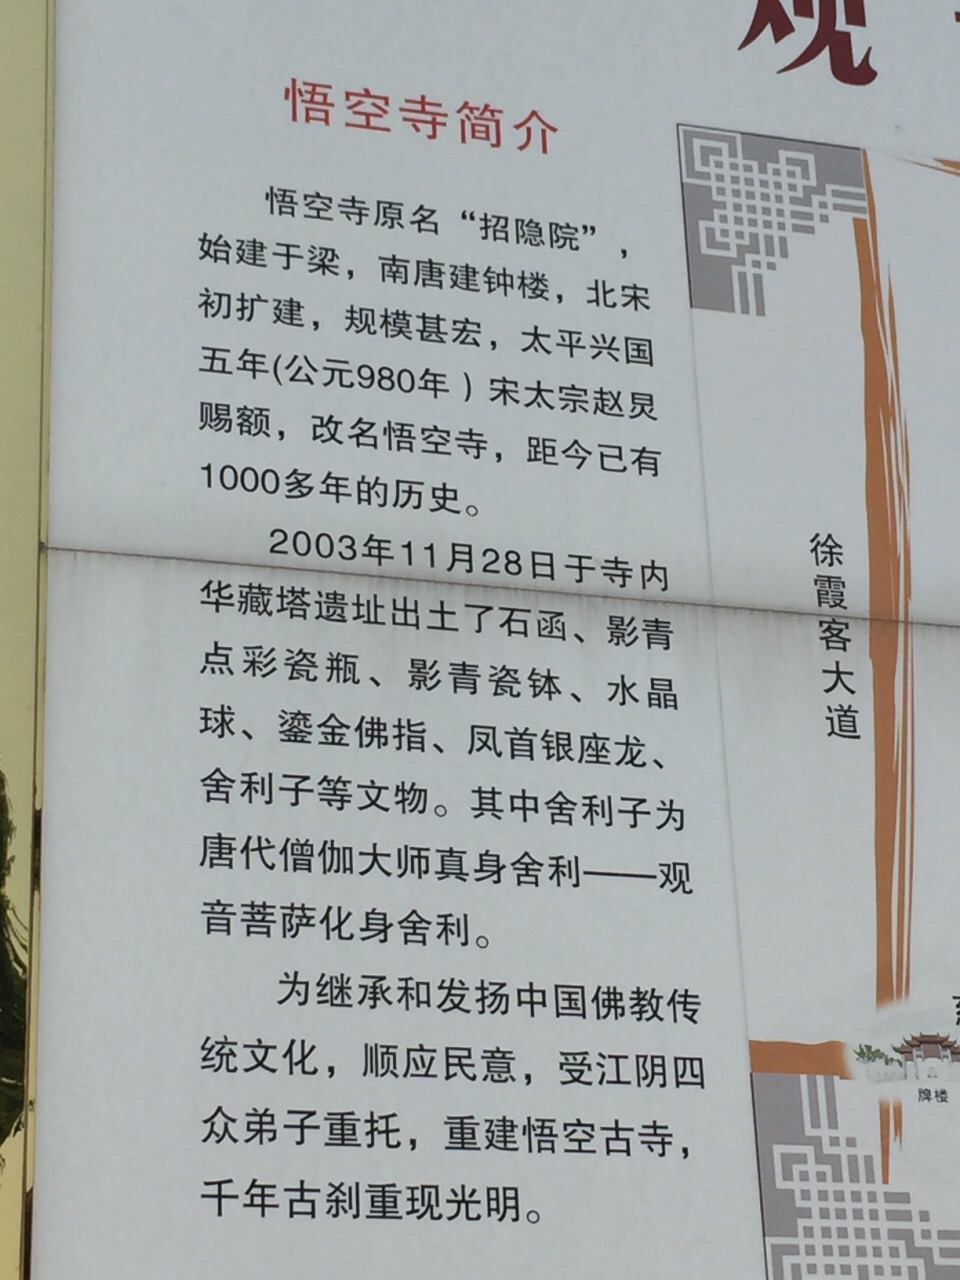 悟空寺简介
悟空寺原名“招隐院”，
始建于梁，南唐建钟楼，北宋
初扩建，规模甚宏，太平兴国
五年(公元980年）宋太宗赵炅
赐额，改名悟空寺，距今已有
1000多年的历史。
2003年11月28日于寺内
华藏塔遗址出土了石函、影青
点彩瓷瓶、影青瓷钵、水晶
球、鎏金佛指、凤首银座龙、
舍利子等文物。其中舍利子为
唐代僧伽大师真身舍利——观
音菩萨化身舍利。
为继承和发扬中国佛教传
统文化，顺应民意，受江阴四
众弟子重托，重建悟空古寺，
千年古刹重现光明。
徐霞客大道
牌楼